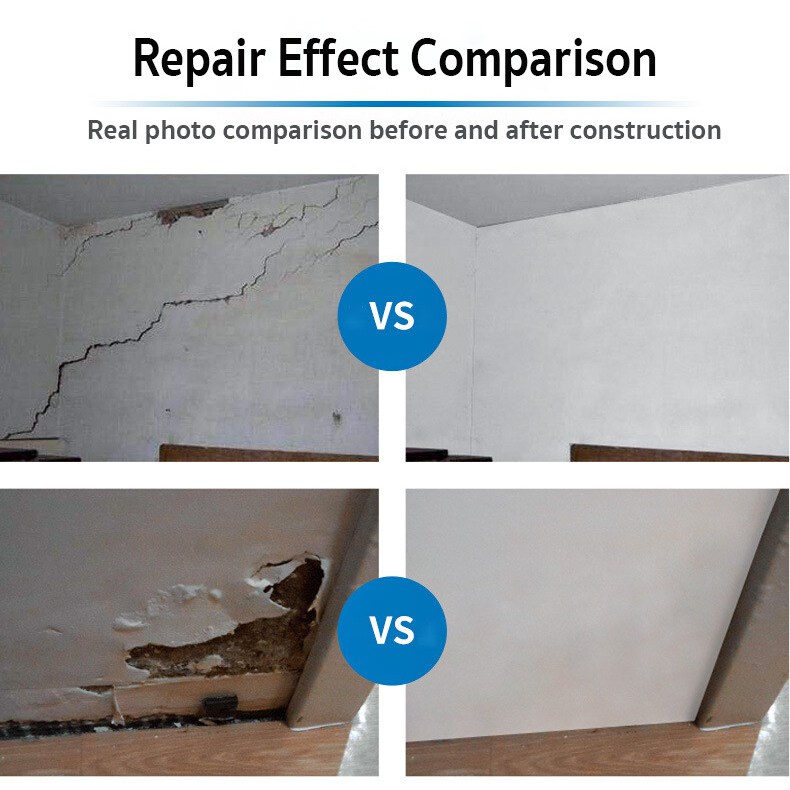 Repair Effect Comparison
Real photo comparison before and after construction
VS
VS